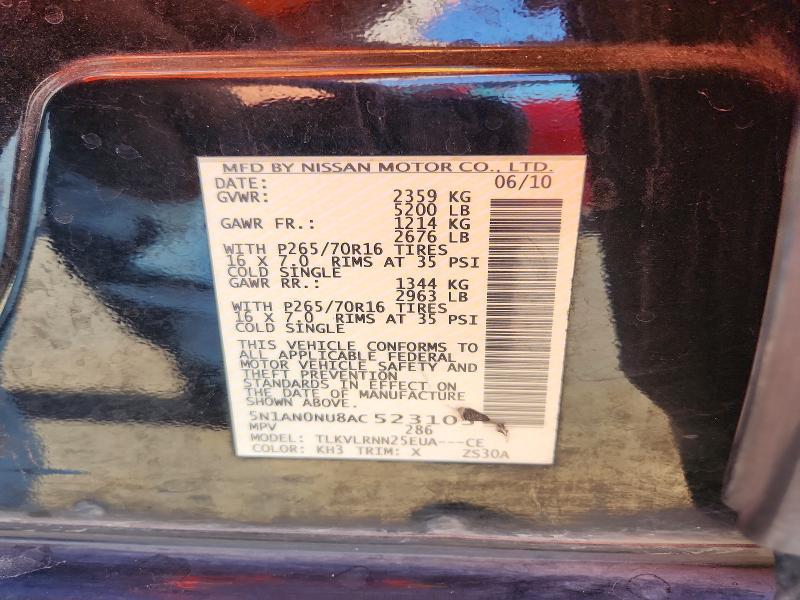 MFD BY NISSAN MOTOR CO., LTD.
DATE: 06/10
GVWR: 2359 KG
5200 LB
GAWR FR.: 1214 KG
2676 LB
WITH P265/70R16 TIRES
16 X 7.0 RIMS AT 35 PSI
COLD SINGLE
GAWR RR.: 1344 KG
2963 LB
WITH P265/70R16 TIRES
16 X 7.0 RIMS AT 35 PSI
COLD SINGLE
THIS VEHICLE CONFORMS TO
ALL APPLICABLE FEDERAL
MOTOR VEHICLE SAFETY AND
THEFT PREVENTION
STANDARDS IN EFFECT ON
THE DATE OF MANUFACTURE
SHOWN ABOVE.
5N1AN0NU8AC
MPV 286
MODEL: TLKVLRNN25EUA---CE
COLOR: KH3 TRIM: X ZS30A